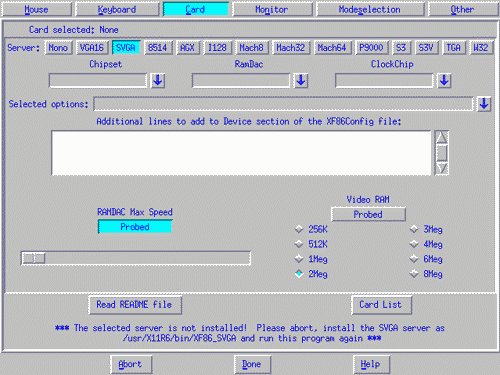 Mouse Keyboard Card Monitor Modeselection Other
Card selected: None
Server: Mono VGA16 SVGA 8514 AGX I128 Mach8 Mach32 Mach64 P9000 S3 S3V TGA W32
Chipset RamDac ClockChip
Selected options:
Additional lines to add to Device section of the XF86Config file:
Video RAM
RAMDAC Max Speed Probed
Probed 256K 3Meg
512K 4Meg
1Meg 6Meg
2Meg 8Meg
Read README file Card List
*** The selected server is not installed! Please abort, install the SVGA server as
/usr/X11R6/bin/XF86_SVGA and run this program again ***
Abort Done Help